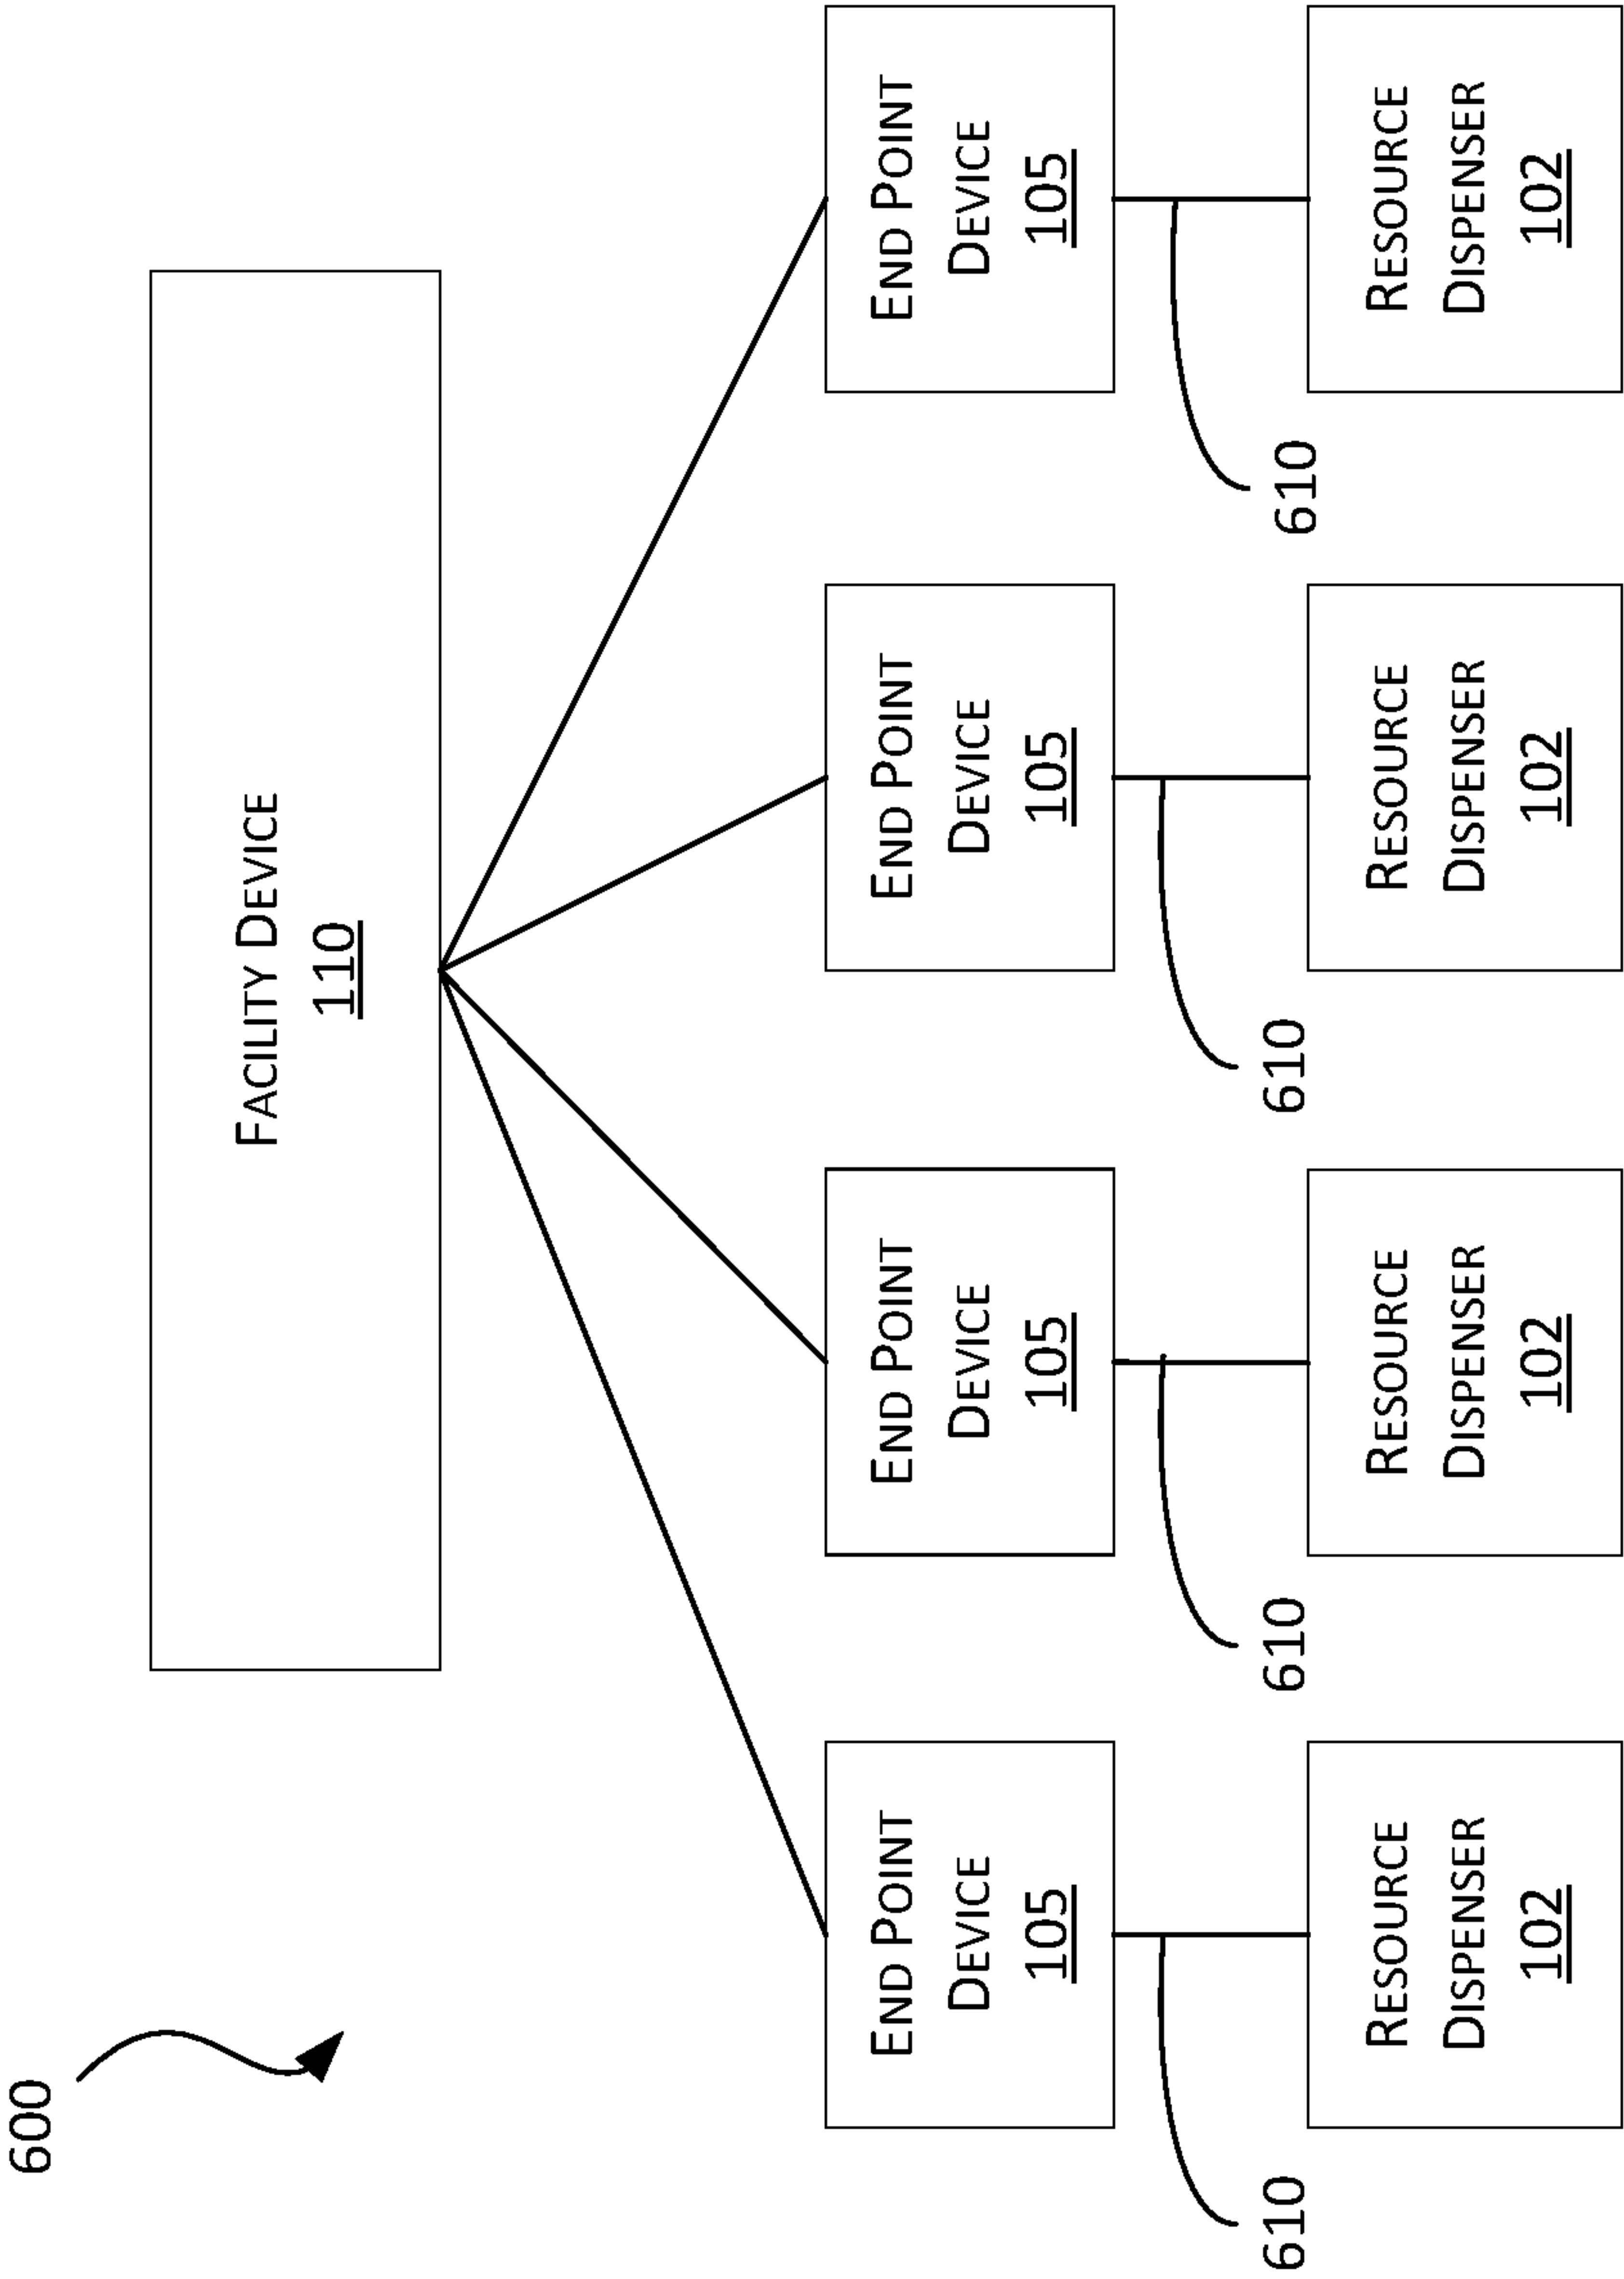 600
FACILITY DEVICE
110
END POINT
DEVICE
105
END POINT
DEVICE
105
END POINT
DEVICE
105
END POINT
DEVICE
105
610
610
610
610
RESOURCE
DISPENSER
102
RESOURCE
DISPENSER
102
RESOURCE
DISPENSER
102
RESOURCE
DISPENSER
102